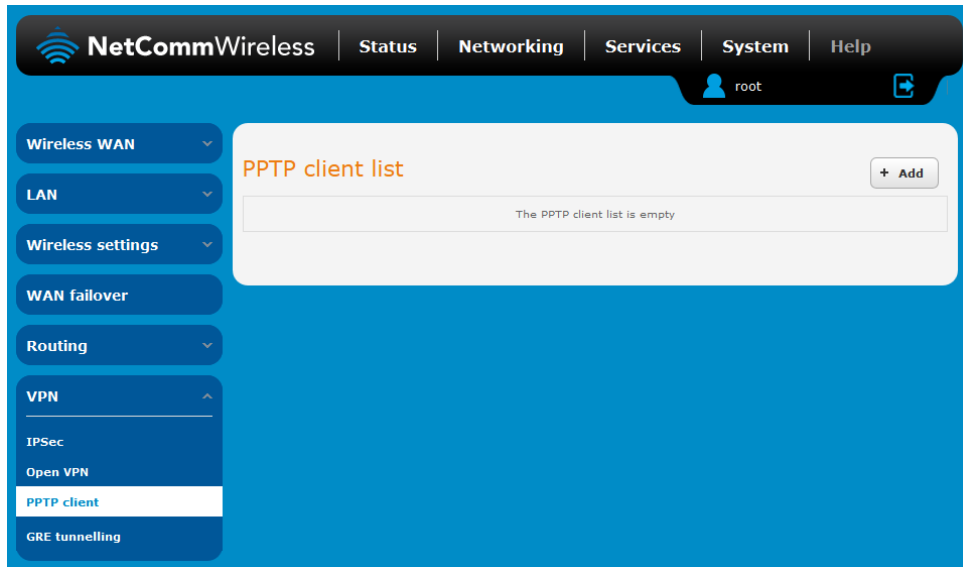 NetCommWireless
Status
Networking
Services
System
Help
root
Wireless WAN
LAN
Wireless settings
WAN failover
Routing
VPN
IPSec
Open VPN
PPTP client
GRE tunnelling
PPTP client list
+ Add
The PPTP client list is empty